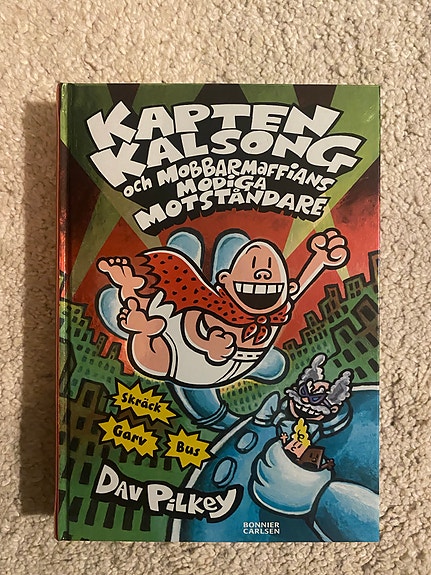 KAPTEN
KALSONG
och MOBBARMAFFIANS
MODIGA
MOTSTÅNDARE
Skräck
Garv
Bus
DAV PILKEY
BONNIER
CARLSEN